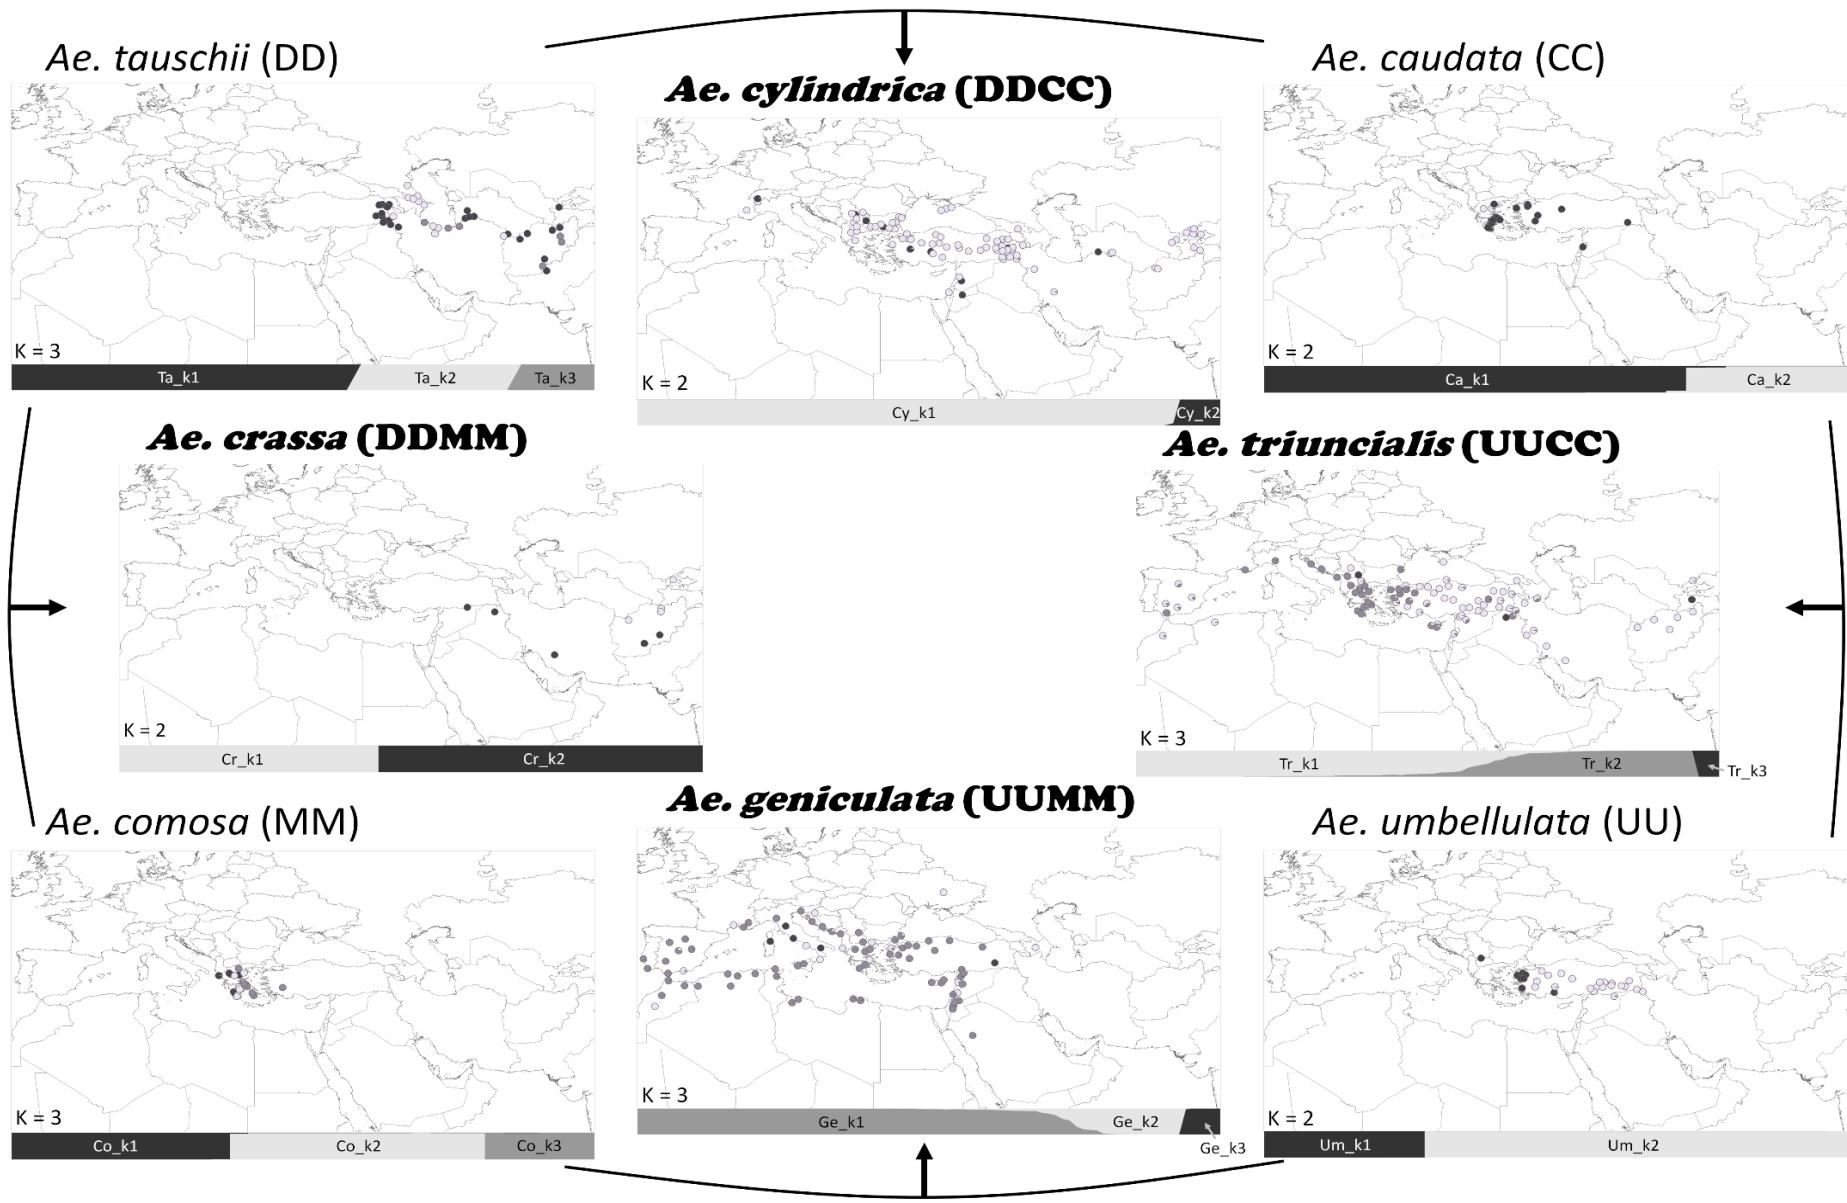 Ae. tauschii (DD)
Ae. cylindrica (DDCC)
Ae. caudata (CC)
K = 3
Ta_k1
Ta_k2
Ta_k3
K = 2
Cy_k1
Cy_k2
K = 2
Ca_k1
Ca_k2
Ae. crassa (DDMM)
Ae. triuncialis (UUCC)
K = 2
Cr_k1
Cr_k2
K = 3
Tr_k1
Tr_k2
Tr_k3
Ae. comosa (MM)
Ae. geniculata (UUMM)
Ae. umbellulata (UU)
K = 3
Co_k1
Co_k2
Co_k3
K = 3
Ge_k1
Ge_k2
Ge_k3
K = 2
Um_k1
Um_k2